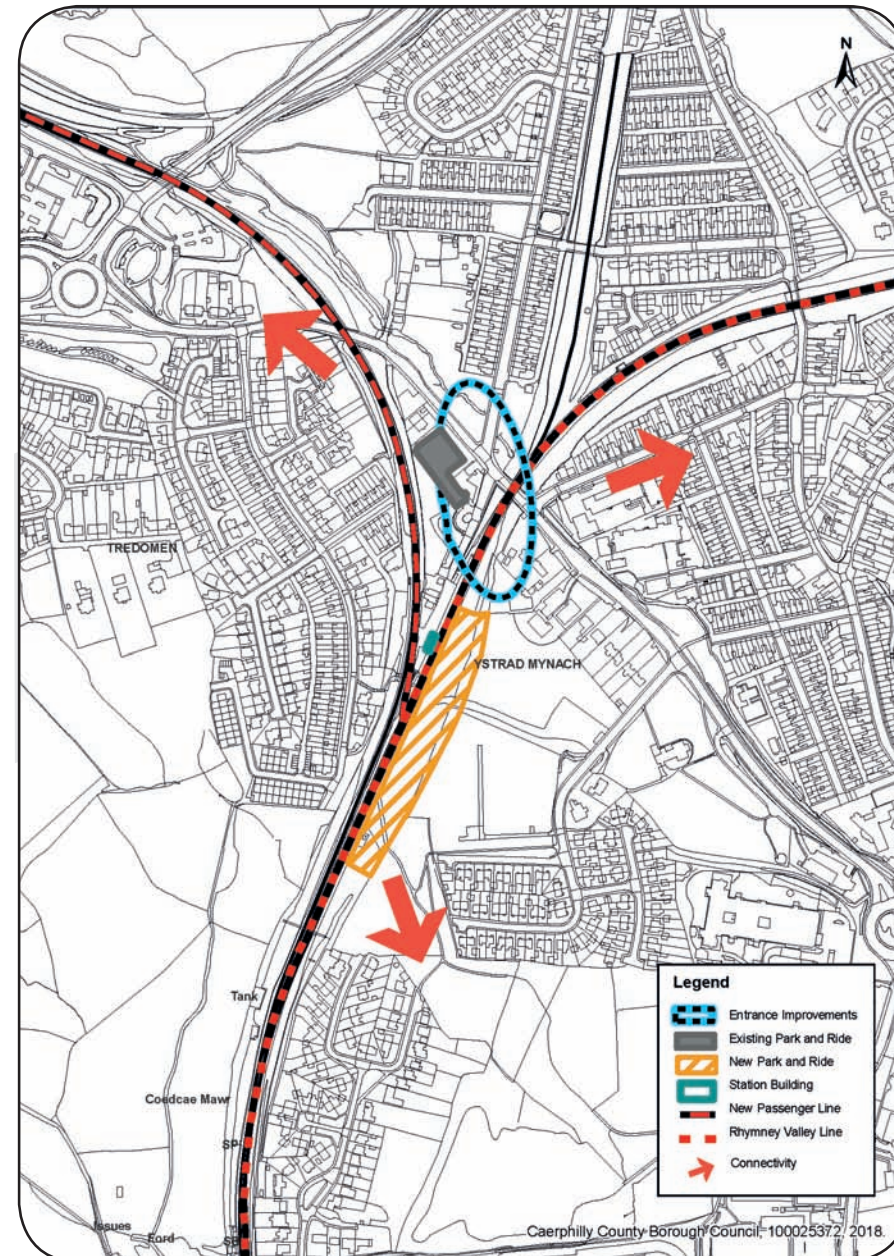 N
TREDOMEN
YSTRAD MYNACH
Tank
Coedcae Mawr
SP
Issues
Ford
Legend
Entrance Improvements
Existing Park and Ride
New Park and Ride
Station Building
New Passenger Line
Rhymney Valley Line
Connectivity
Caerphilly County Borough Council, 100025372, 2018.